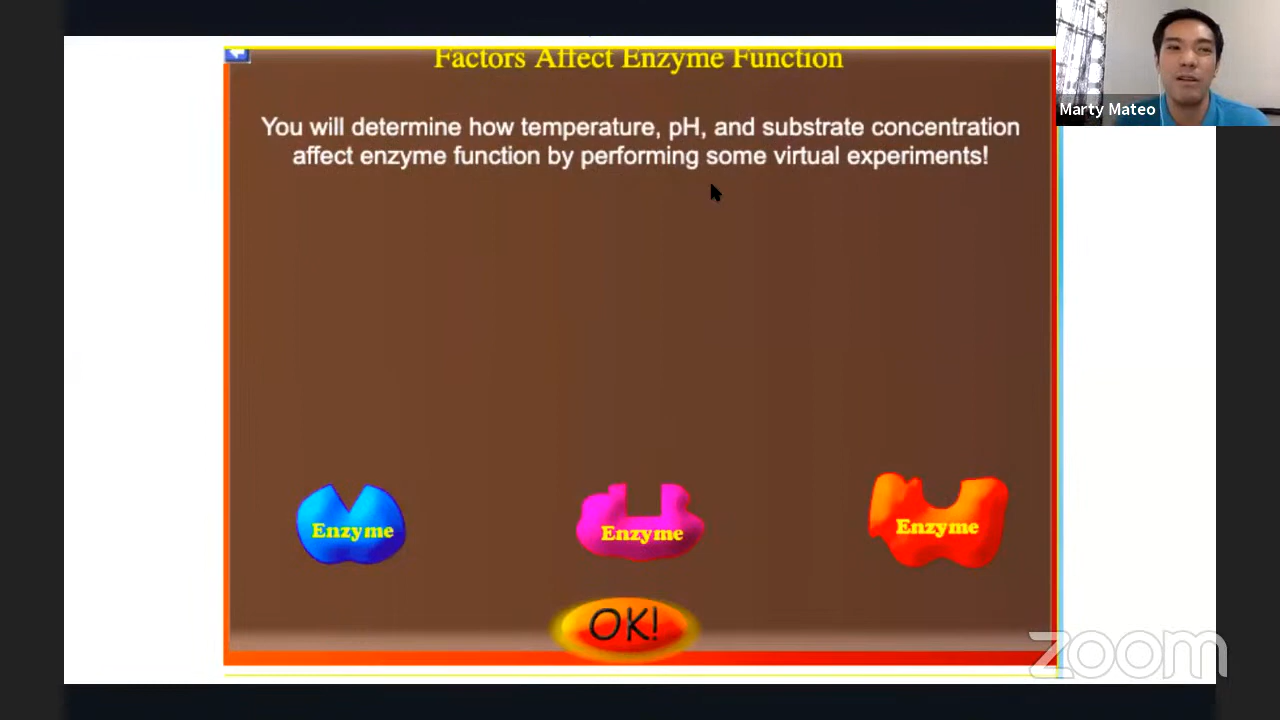 Factors Affect Enzyme Function
You will determine how temperature, pH, and substrate concentration
affect enzyme function by performing some virtual experiments!
Marty Mateo
Enzyme
Enzyme
Enzyme
OK!
zoom